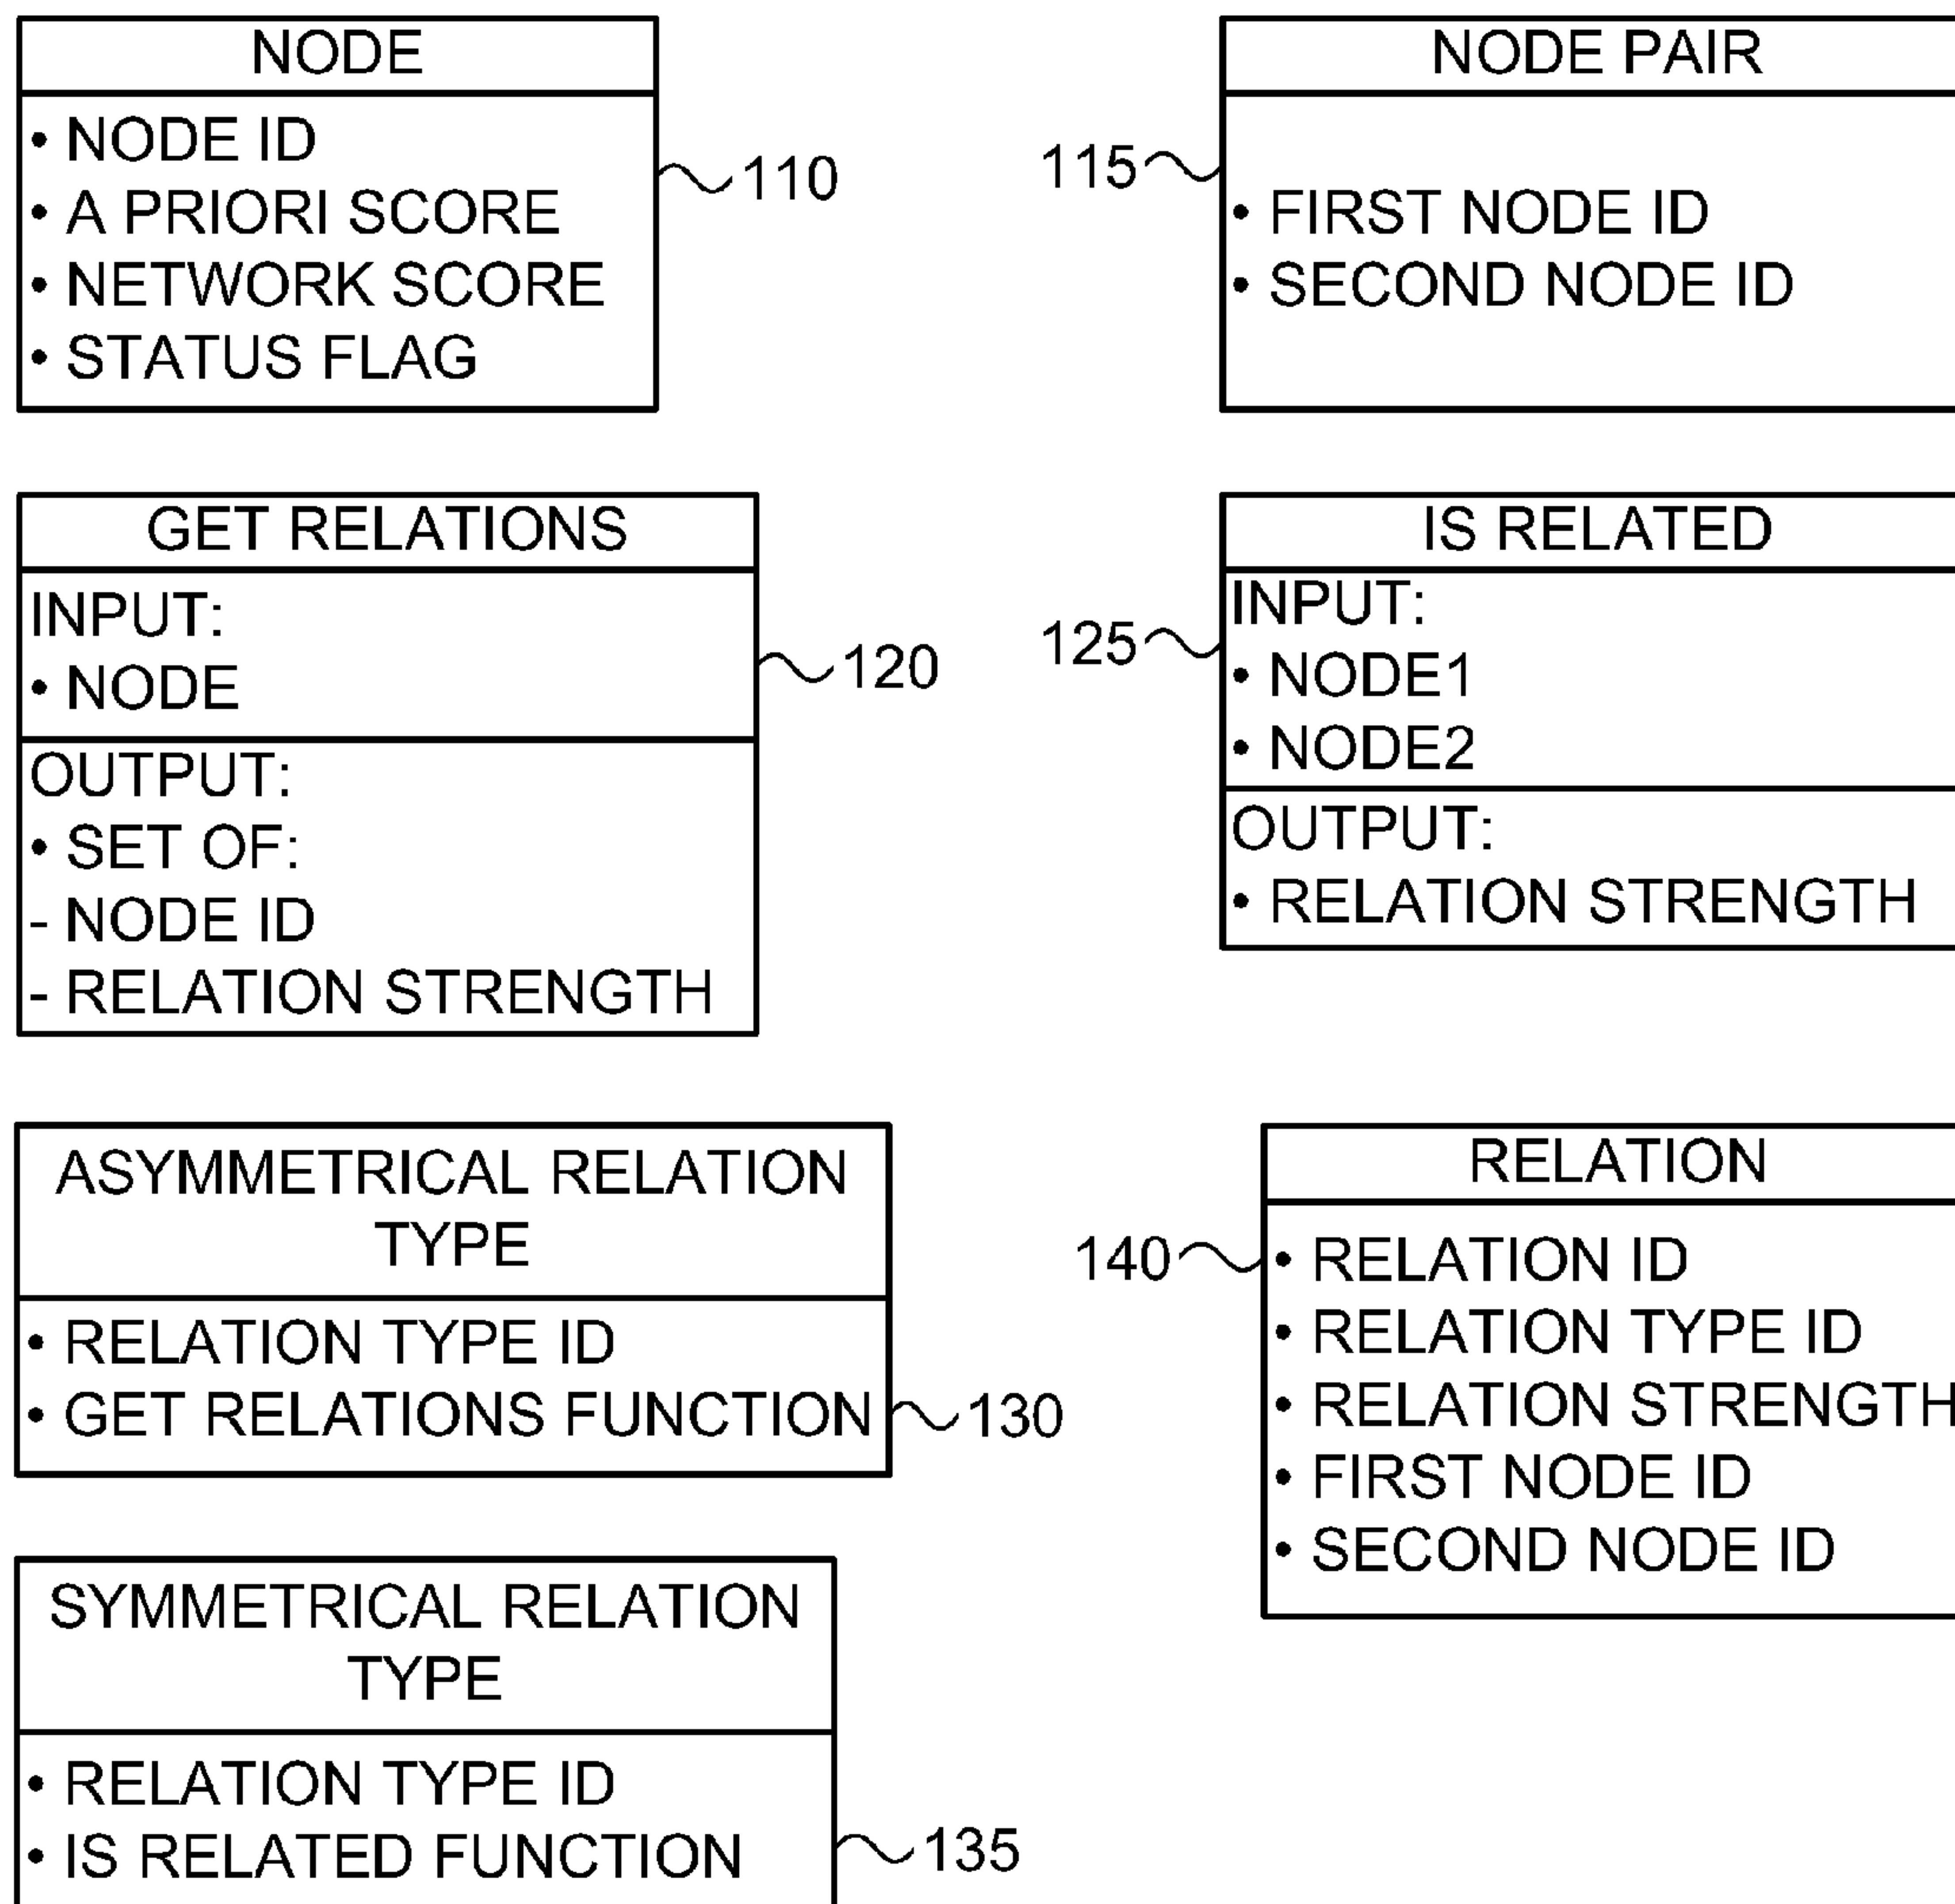 NODE
• NODE ID
• A PRIORI SCORE
• NETWORK SCORE
• STATUS FLAG
110
NODE PAIR
115
• FIRST NODE ID
• SECOND NODE ID
GET RELATIONS
INPUT:
• NODE
OUTPUT:
• SET OF:
- NODE ID
- RELATION STRENGTH
120
IS RELATED
125
INPUT:
• NODE1
• NODE2
OUTPUT:
• RELATION STRENGTH
ASYMMETRICAL RELATION
TYPE
• RELATION TYPE ID
• GET RELATIONS FUNCTION
130
RELATION
140
• RELATION ID
• RELATION TYPE ID
• RELATION STRENGTH
• FIRST NODE ID
• SECOND NODE ID
SYMMETRICAL RELATION
TYPE
• RELATION TYPE ID
• IS RELATED FUNCTION
135